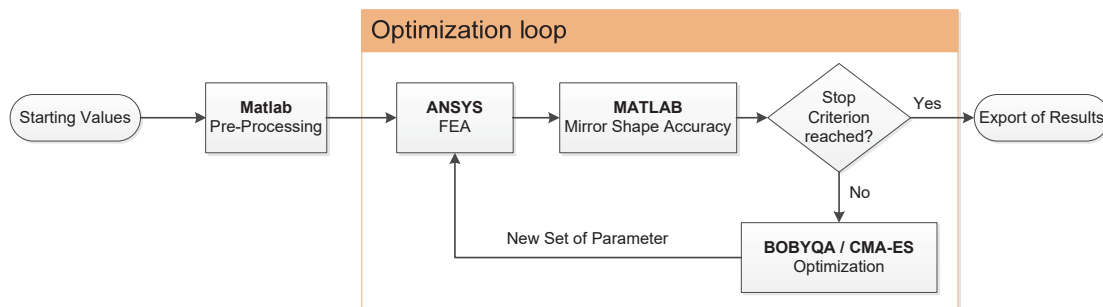 Optimization loop
Starting Values
Matlab
Pre-Processing
ANSYS
FEA
MATLAB
Mirror Shape Accuracy
Stop
Criterion
reached?
Yes
Export of Results
No
New Set of Parameter
BOBYQA / CMA-ES
Optimization